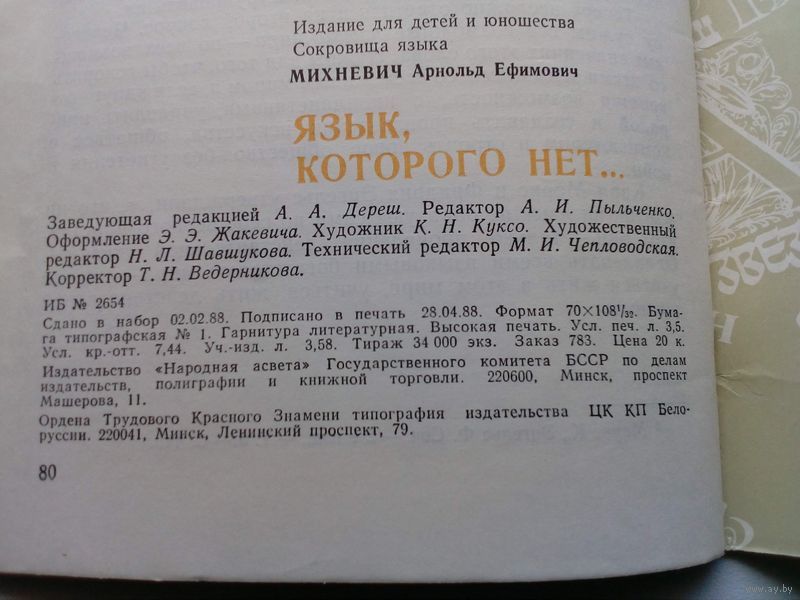 Издание для детей и юношества
Сокровища языка
МИХНЕВИЧ Арнольд Ефимович
ЯЗЫК,
КОТОРОГО НЕТ...
Заведующая редакцией А. А. Дереш. Редактор А. И. Пыльченко.
Оформление Э. Э. Жакевича. Художник К. Н. Куксо. Художественный
редактор Н. Л. Шавшукова. Технический редактор М. И. Чепловодская.
Корректор Т. Н. Ведерникова.
ИБ № 2654
Сдано в набор 02.02.88. Подписано в печать 28.04.88. Формат 70×108¹/₃₂. Бума-
га типографская № 1. Гарнитура литературная. Высокая печать. Усл. печ. л. 3,5.
Усл. кр.-отт. 7,44. Уч.-изд. л. 3,58. Тираж 34 000 экз. Заказ 783. Цена 20 к.
Издательство «Народная асвета» Государственного комитета БССР по делам
издательств, полиграфии и книжной торговли. 220600, Минск, проспект
Машерова, 11.
Ордена Трудового Красного Знамени типография издательства ЦК КП Бело-
руссии. 220041, Минск, Ленинский проспект, 79.
80
www.ay.by